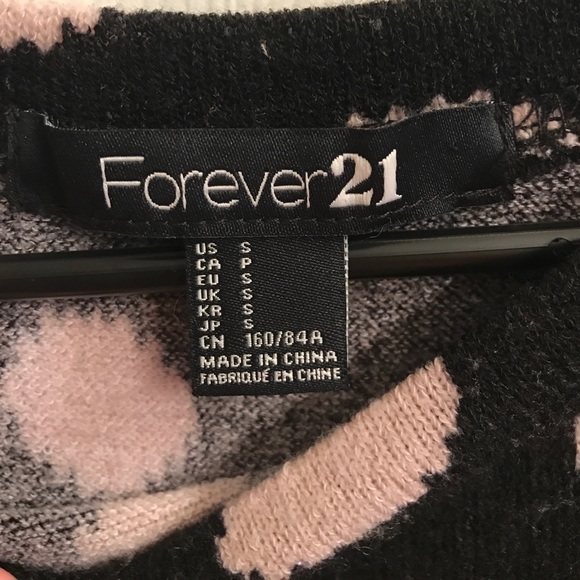 Forever21
US S
CA P
EU S
UK S
KR S
JP S
CN 160/84A
MADE IN CHINA
FABRIQUÉ EN CHINE